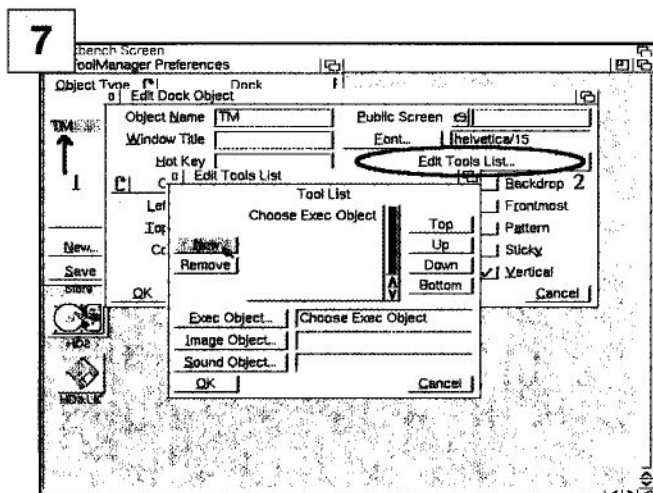 7
kbench Screen
oolManager Preferences
Object Type Dock
Edit Dock Object
Object Name TM Public Screen
TM
Window Title Font... helvetica/15
Hot Key Edit Tools List...
1 Edit Tools List Backdrop 2
Tool List
Choose Exec Object
Frontmost
Top Pattern
New... New Up Sticky
Remove Down Vertical
Save Bottom
OK Cancel
Exec Object... Choose Exec Object
Image Object...
Sound Object...
OK Cancel